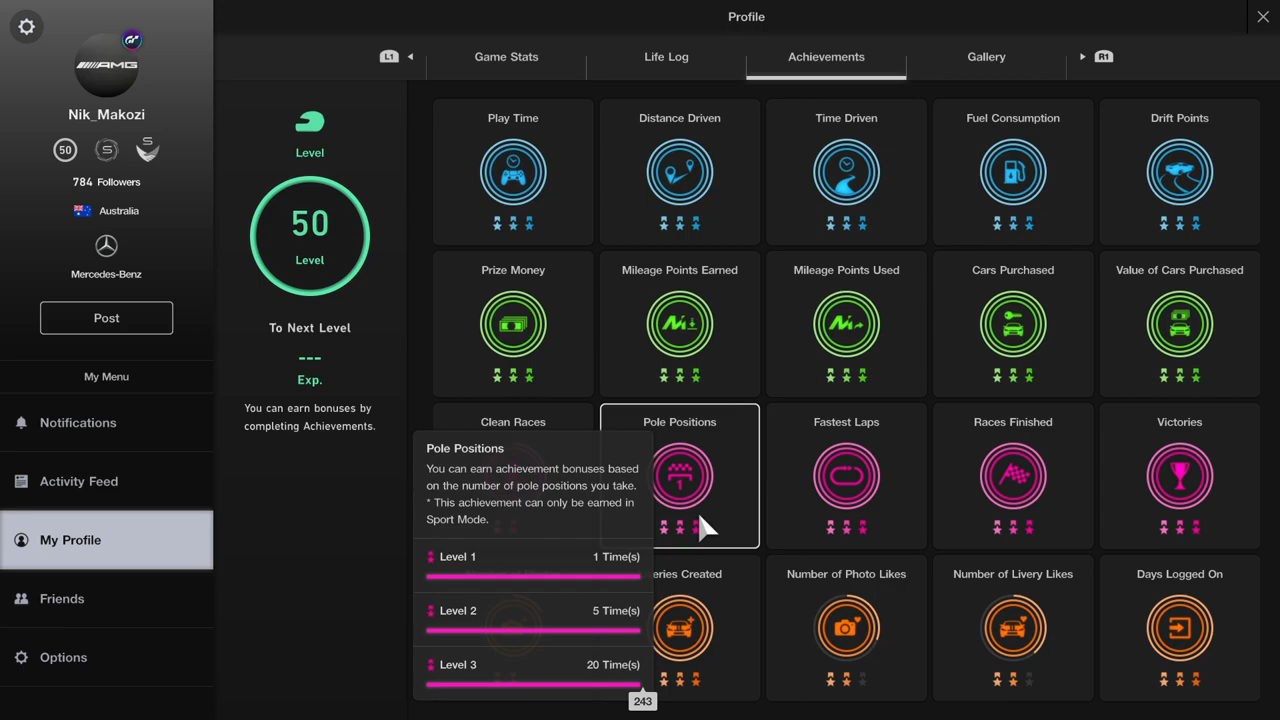 Profile
AMG
Nik_Makozi
50
S
S
784 Followers
Australia
Mercedes-Benz
Post
My Menu
Notifications
Activity Feed
My Profile
Friends
Options
L1
Game Stats
Life Log
Achievements
Gallery
R1
Level
50
Level
To Next Level
---
Exp.
You can earn bonuses by
completing Achievements.
Play Time
Distance Driven
Time Driven
Fuel Consumption
Drift Points
Prize Money
Mileage Points Earned
Mileage Points Used
Cars Purchased
Value of Cars Purchased
Clean Races
Pole Positions
Fastest Laps
Races Finished
Victories
1
Pole Positions
You can earn achievement bonuses based
on the number of pole positions you take.
* This achievement can only be earned in
Sport Mode.
Level 1 1 Time(s)
Level 2 5 Time(s)
Level 3 20 Time(s)
243
eries Created
Number of Photo Likes
Number of Livery Likes
Days Logged On